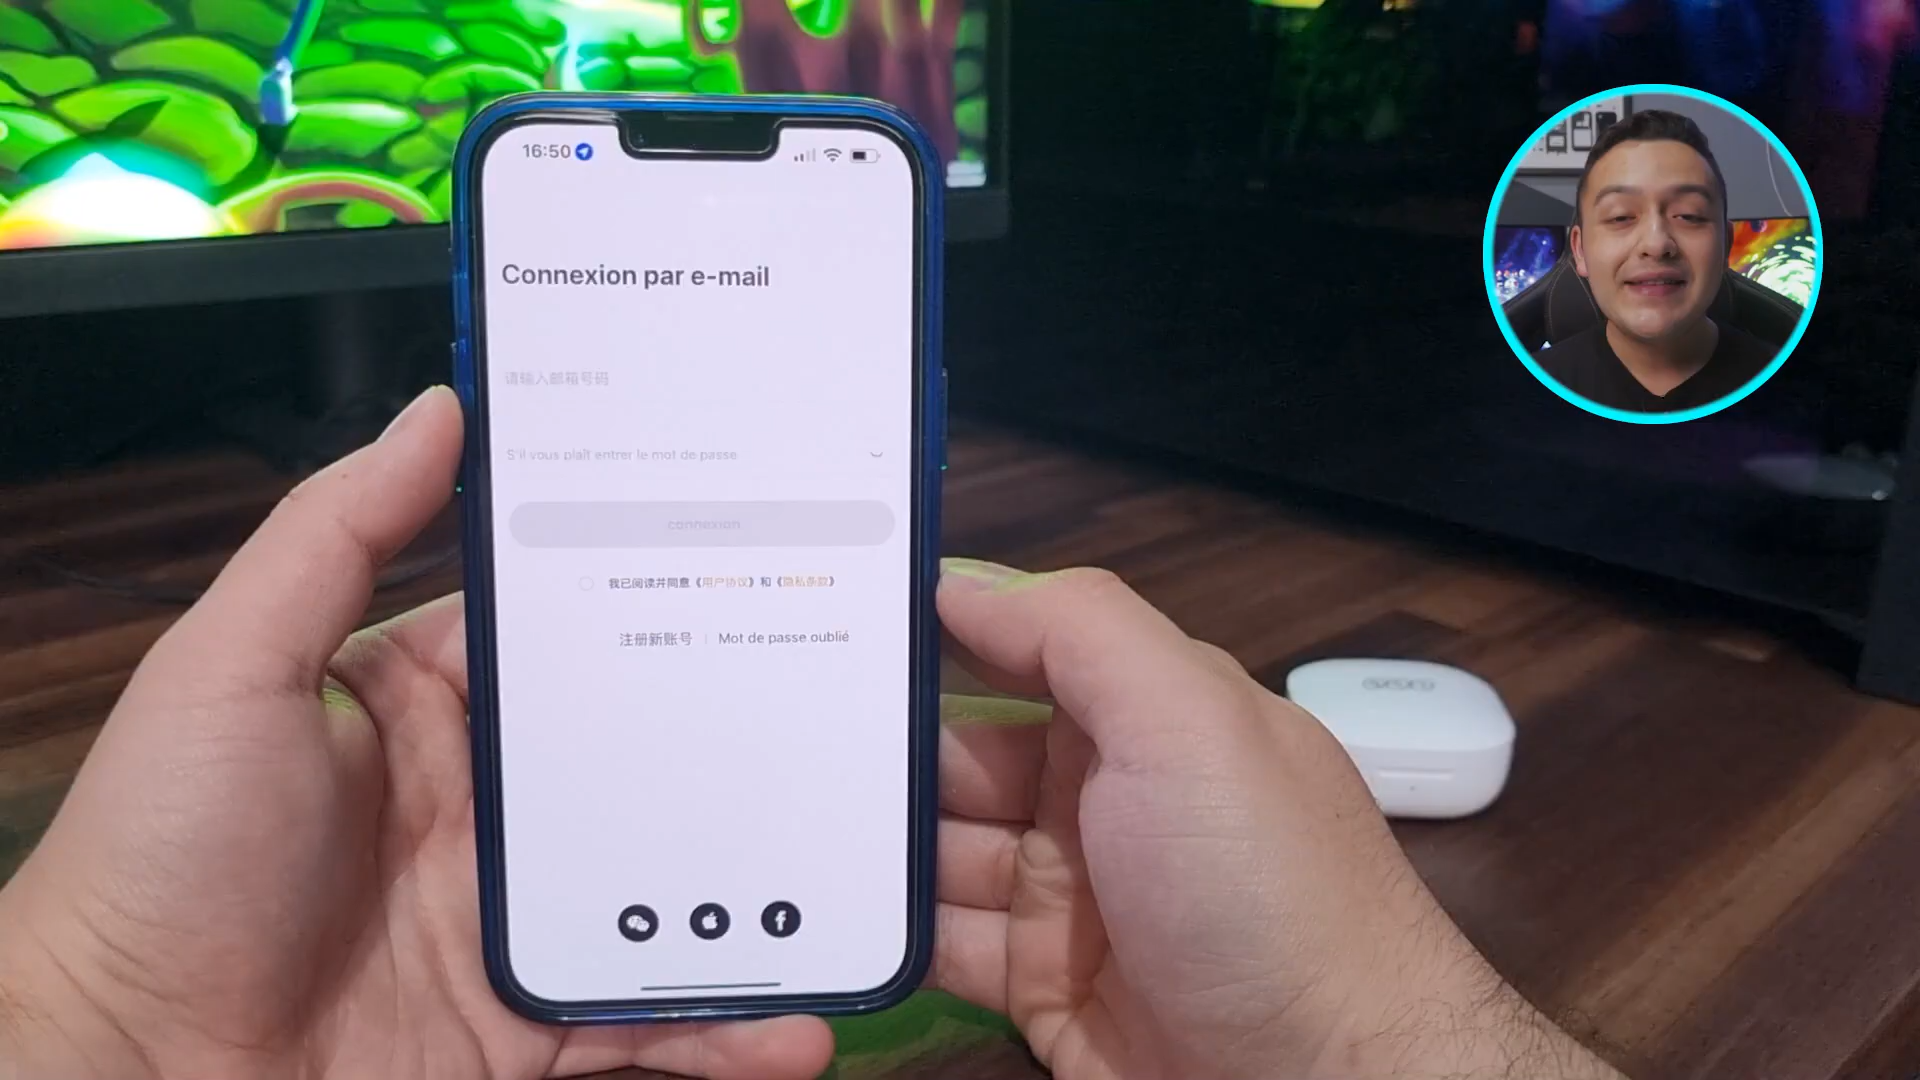 16:50
Connexion par e-mail
请输入邮箱号码
S'il vous plaît entrer le mot de passe
connexion
我已阅读并同意《用户协议》和《隐私条款》
注册新账号 | Mot de passe oublié